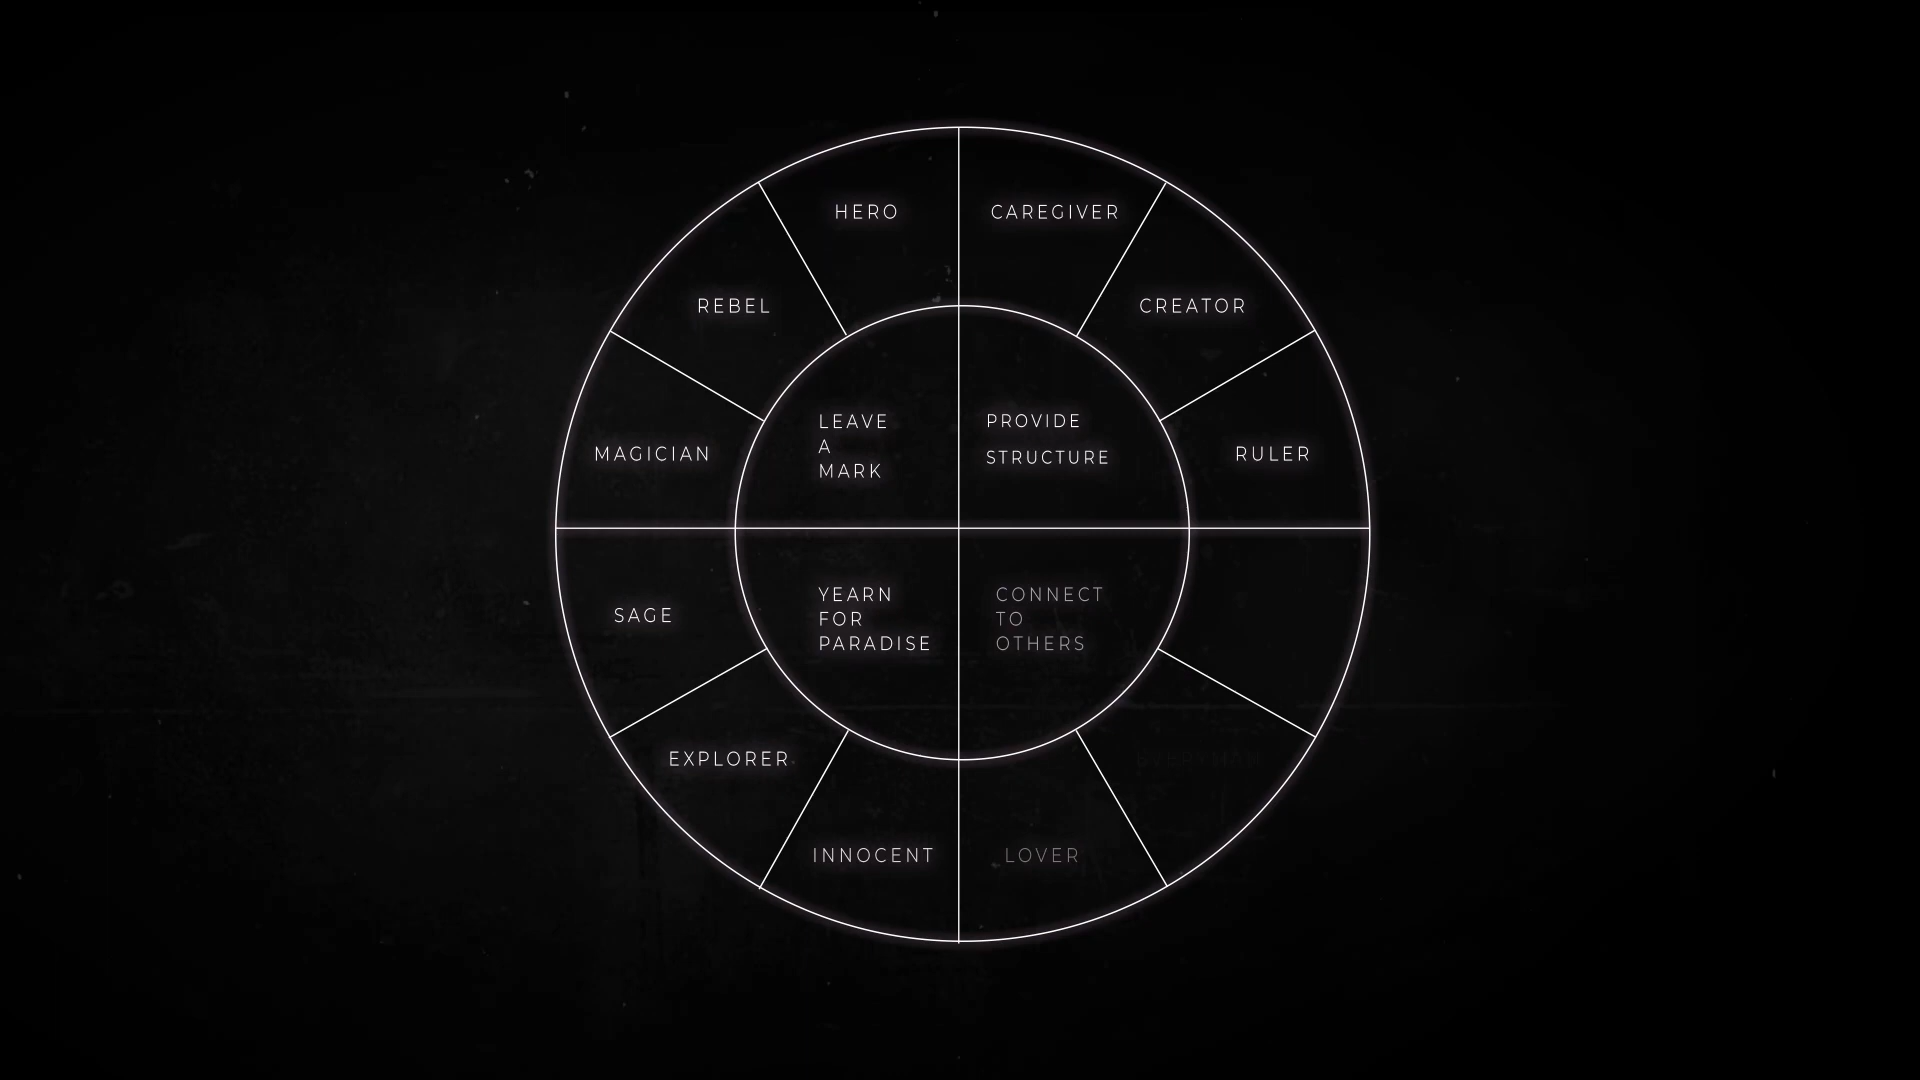 HERO
CAREGIVER
REBEL
CREATOR
MAGICIAN
LEAVE
A
MARK
PROVIDE
STRUCTURE
RULER
SAGE
YEARN
FOR
PARADISE
CONNECT
TO
OTHERS
EXPLORER
EVERYMAN
INNOCENT
LOVER